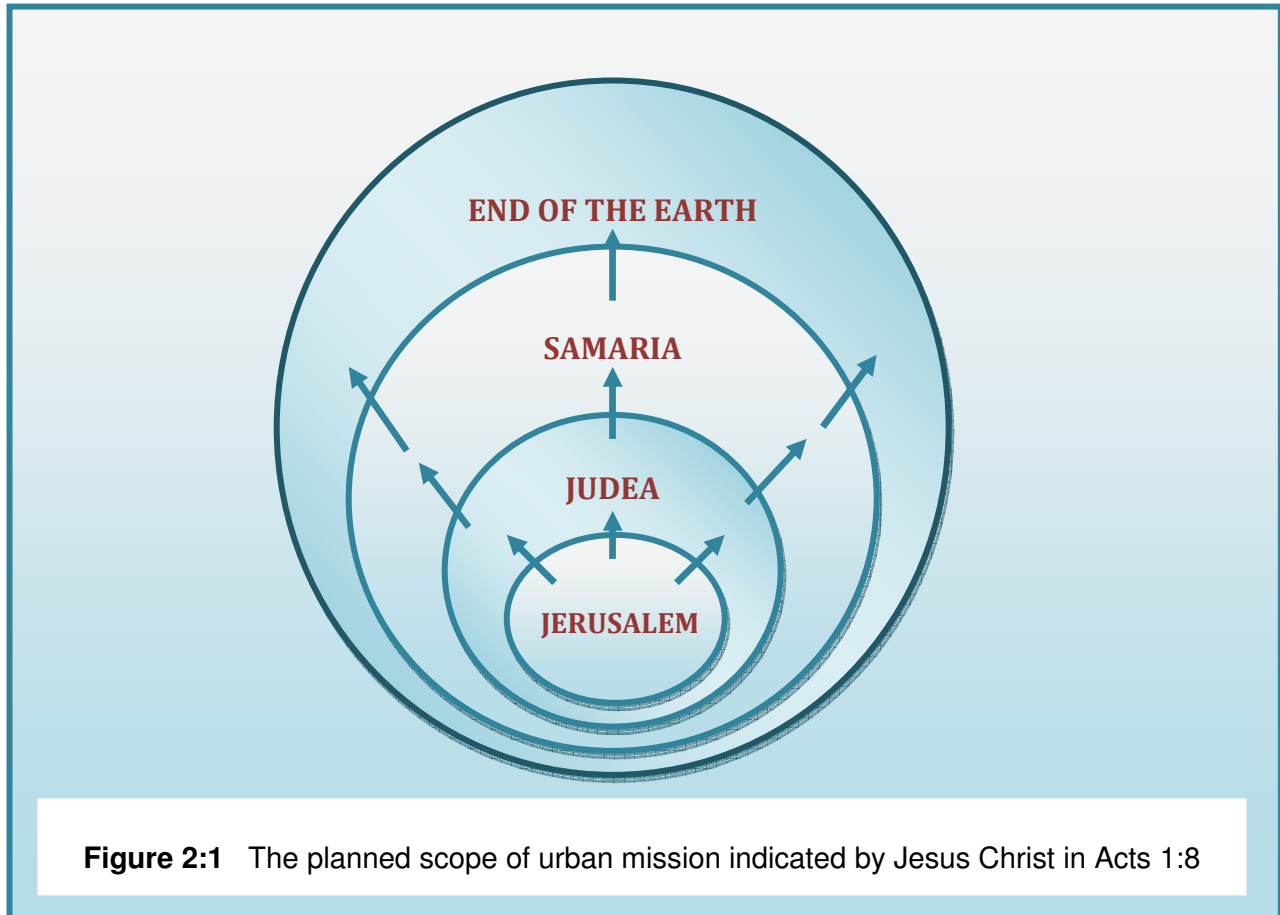 END OF THE EARTH
SAMARIA
JUDEA
JERUSALEM
Figure 2:1 The planned scope of urban mission indicated by Jesus Christ in Acts 1:8